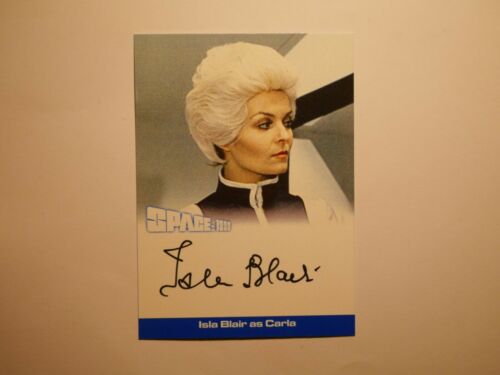 SPACE:1999
Isla Blair
Isla Blair as Carla